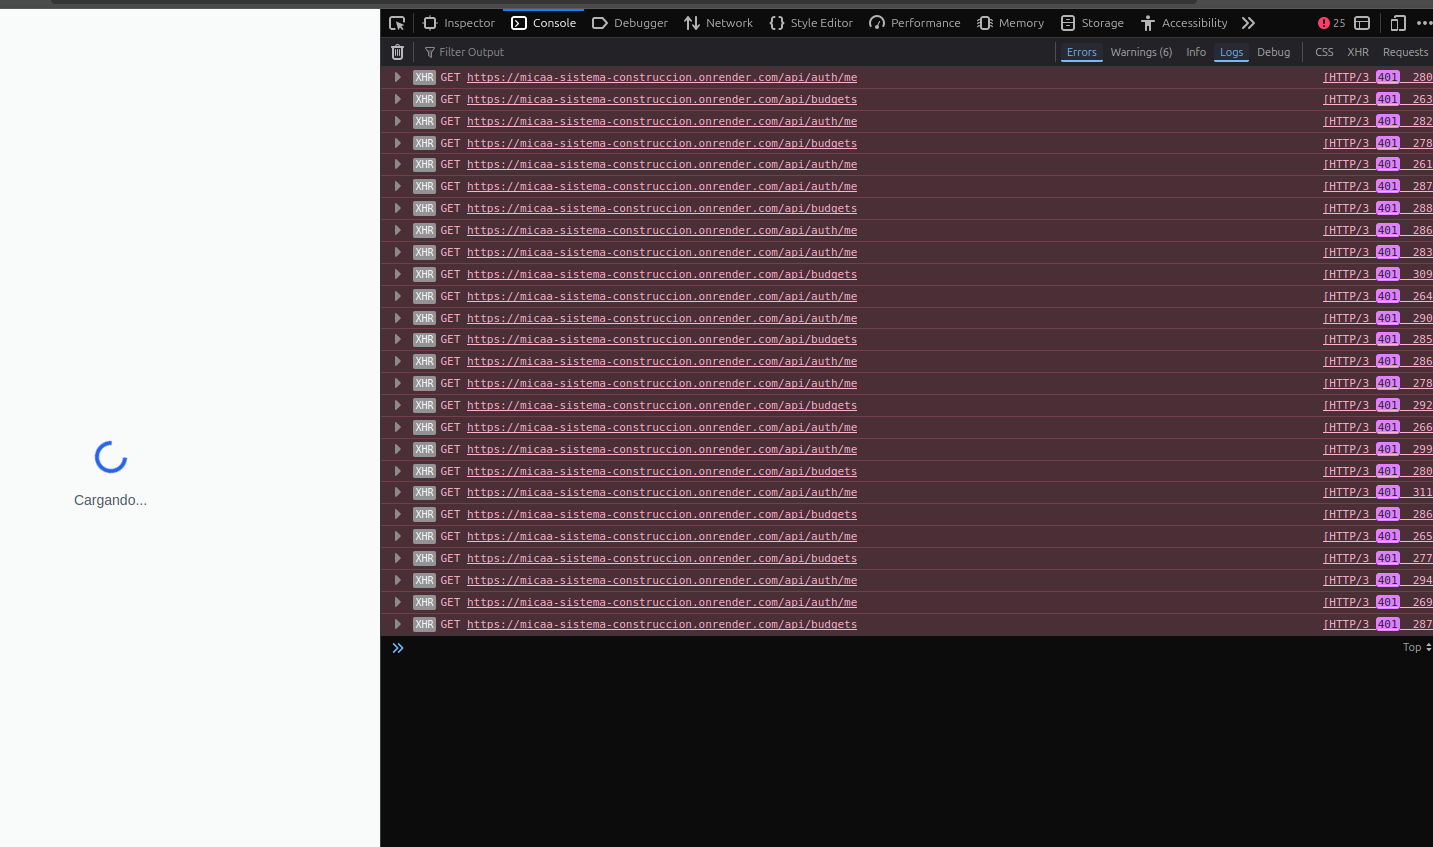 Inspector Console Debugger Network Style Editor Performance Memory Storage Accessibility 25
Filter Output Errors Warnings (6) Info Logs Debug CSS XHR Requests
XHR GET https://micaa-sistema-construccion.onrender.com/api/auth/me [HTTP/3 401 280
XHR GET https://micaa-sistema-construccion.onrender.com/api/budgets [HTTP/3 401 263
XHR GET https://micaa-sistema-construccion.onrender.com/api/auth/me [HTTP/3 401 282
XHR GET https://micaa-sistema-construccion.onrender.com/api/budgets [HTTP/3 401 278
XHR GET https://micaa-sistema-construccion.onrender.com/api/auth/me [HTTP/3 401 261
XHR GET https://micaa-sistema-construccion.onrender.com/api/auth/me [HTTP/3 401 287
XHR GET https://micaa-sistema-construccion.onrender.com/api/budgets [HTTP/3 401 288
XHR GET https://micaa-sistema-construccion.onrender.com/api/auth/me [HTTP/3 401 286
XHR GET https://micaa-sistema-construccion.onrender.com/api/auth/me [HTTP/3 401 283
XHR GET https://micaa-sistema-construccion.onrender.com/api/budgets [HTTP/3 401 309
XHR GET https://micaa-sistema-construccion.onrender.com/api/auth/me [HTTP/3 401 264
XHR GET https://micaa-sistema-construccion.onrender.com/api/auth/me [HTTP/3 401 290
XHR GET https://micaa-sistema-construccion.onrender.com/api/budgets [HTTP/3 401 285
XHR GET https://micaa-sistema-construccion.onrender.com/api/auth/me [HTTP/3 401 286
XHR GET https://micaa-sistema-construccion.onrender.com/api/auth/me [HTTP/3 401 278
XHR GET https://micaa-sistema-construccion.onrender.com/api/budgets [HTTP/3 401 292
XHR GET https://micaa-sistema-construccion.onrender.com/api/auth/me [HTTP/3 401 266
XHR GET https://micaa-sistema-construccion.onrender.com/api/auth/me [HTTP/3 401 299
XHR GET https://micaa-sistema-construccion.onrender.com/api/budgets [HTTP/3 401 280
XHR GET https://micaa-sistema-construccion.onrender.com/api/auth/me [HTTP/3 401 311
XHR GET https://micaa-sistema-construccion.onrender.com/api/budgets [HTTP/3 401 286
XHR GET https://micaa-sistema-construccion.onrender.com/api/auth/me [HTTP/3 401 265
XHR GET https://micaa-sistema-construccion.onrender.com/api/budgets [HTTP/3 401 277
XHR GET https://micaa-sistema-construccion.onrender.com/api/auth/me [HTTP/3 401 294
XHR GET https://micaa-sistema-construccion.onrender.com/api/auth/me [HTTP/3 401 269
XHR GET https://micaa-sistema-construccion.onrender.com/api/budgets [HTTP/3 401 287
Top
Cargando...